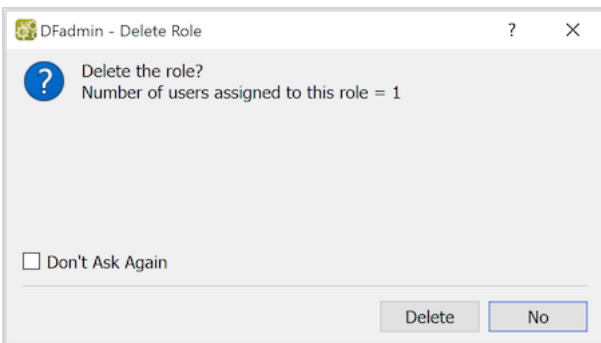 DFadmin - Delete Role
Delete the role?
Number of users assigned to this role = 1
Don't Ask Again
Delete
No